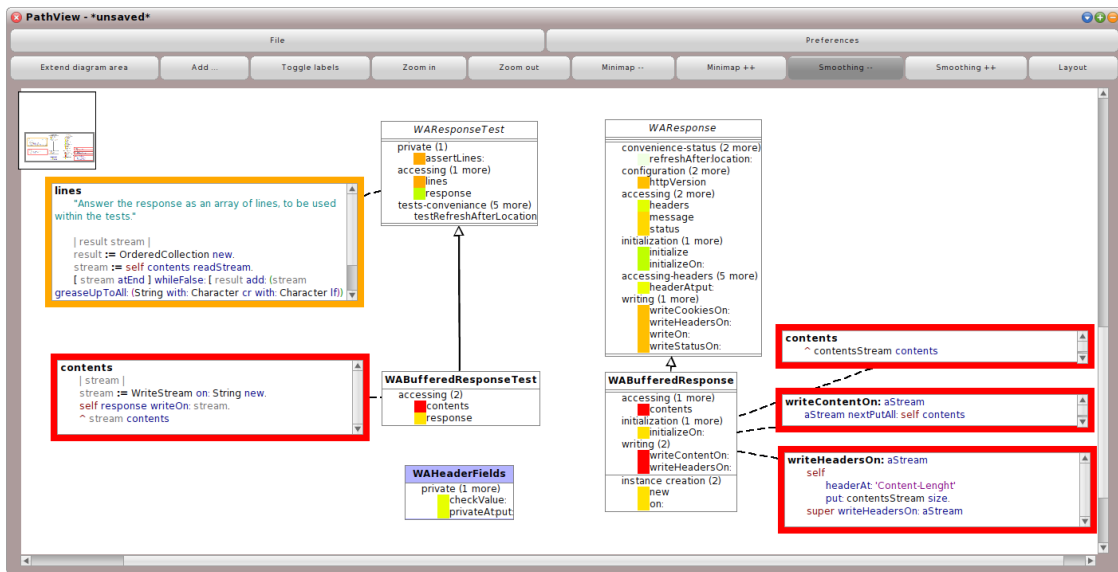 PathView - *unsaved*
File
Preferences
Extend diagram area
Add ...
Toggle labels
Zoom in
Zoom out
Minimap --
Minimap ++
Smoothing --
Smoothing ++
Layout
lines
"Answer the response as an array of lines, to be used
within the tests."
| result stream |
result := OrderedCollection new.
stream := self contents readStream.
[ stream atEnd ] whileFalse: [ result add: (stream
greaseUpToAll: (String with: Character cr with: Character lf))
contents
| stream |
stream := WriteStream on: String new.
self response writeOn: stream.
^ stream contents
WAResponseTest
private (1)
assertLines:
accessing (1 more)
lines
response
tests-conveniance (5 more)
testRefreshAfterLocation
WABufferedResponseTest
accessing (2)
contents
response
WAHeaderFields
private (1 more)
checkValue:
privateAtput:
WAResponse
convenience-status (2 more)
refreshAfterlocation:
configuration (2 more)
httpVersion
accessing (2 more)
headers
message
status
initialization (1 more)
initialize
initializeOn:
accessing-headers (5 more)
headerAtput:
writing (1 more)
writeCookiesOn:
writeHeadersOn:
writeOn:
writeStatusOn:
WABufferedResponse
accessing (1 more)
contents
initialization (1 more)
initializeOn:
writing (2)
writeContentOn:
writeHeadersOn:
instance creation (2)
new
on:
contents
^ contentsStream contents
writeContentOn: aStream
aStream nextPutAll: self contents
writeHeadersOn: aStream
self
headerAt: 'Content-Lenght'
put: contentsStream size.
super writeHeadersOn: aStream